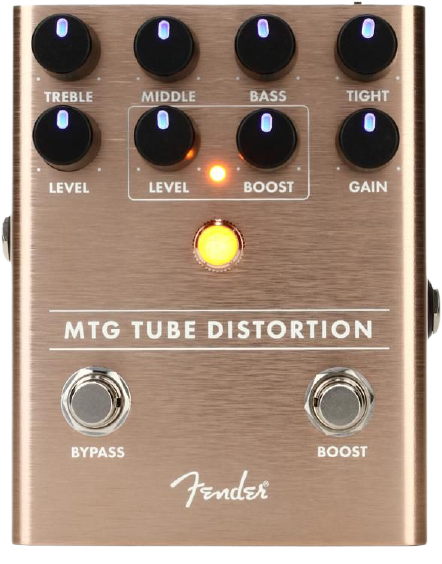 TREBLE MIDDLE BASS TIGHT
LEVEL LEVEL BOOST GAIN
MTG TUBE DISTORTION
BYPASS BOOST
Fender®